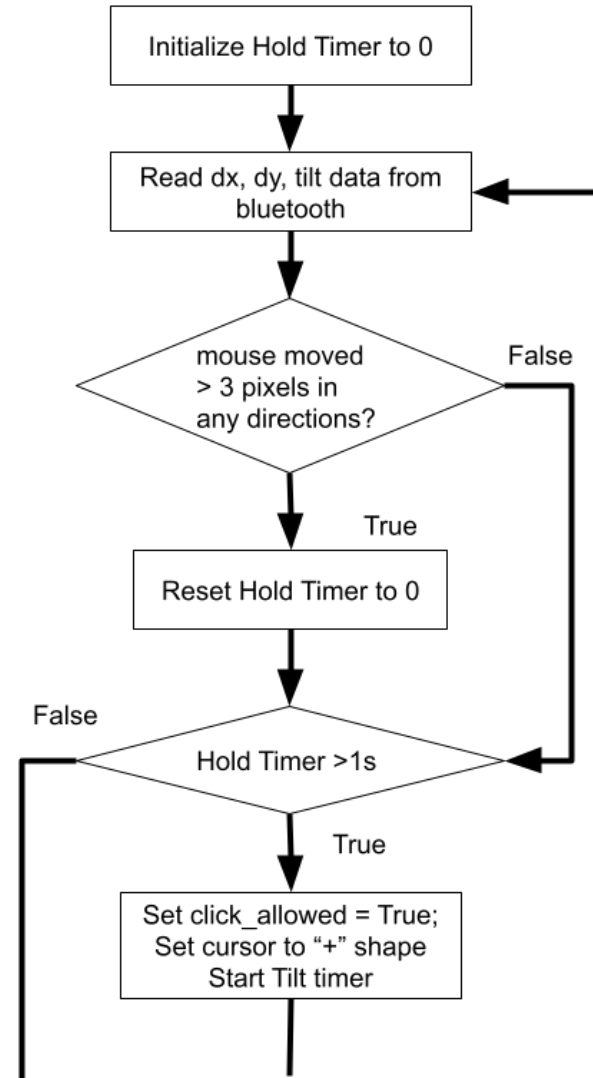 Initialize Hold Timer to 0
Read dx, dy, tilt data from
bluetooth
mouse moved
> 3 pixels in
any directions?
False
True
Reset Hold Timer to 0
False
Hold Timer >1s
True
Set click_allowed = True;
Set cursor to “+” shape
Start Tilt timer